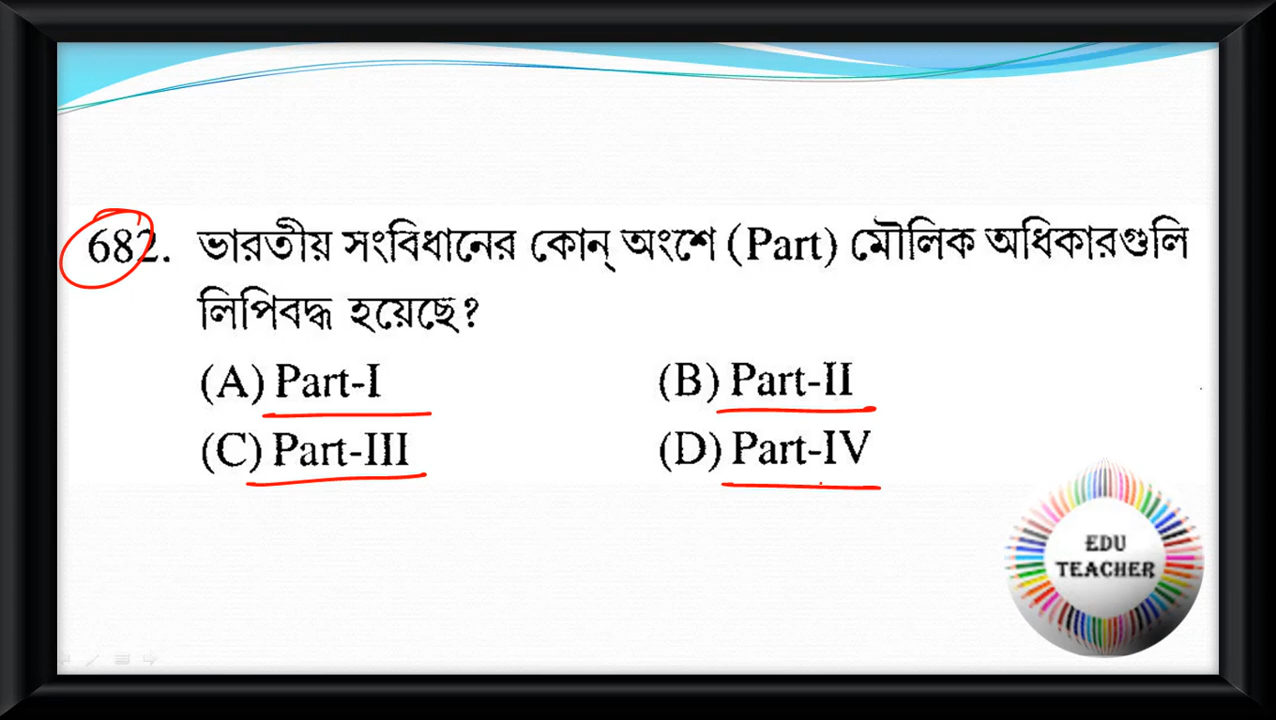 682. ভারতীয় সংবিধানের কোন্ অংশে (Part) মৌলিক অধিকারগুলি
লিপিবদ্ধ হয়েছে?
(A) Part-I (B) Part-II
(C) Part-III (D) Part-IV
EDU
TEACHER